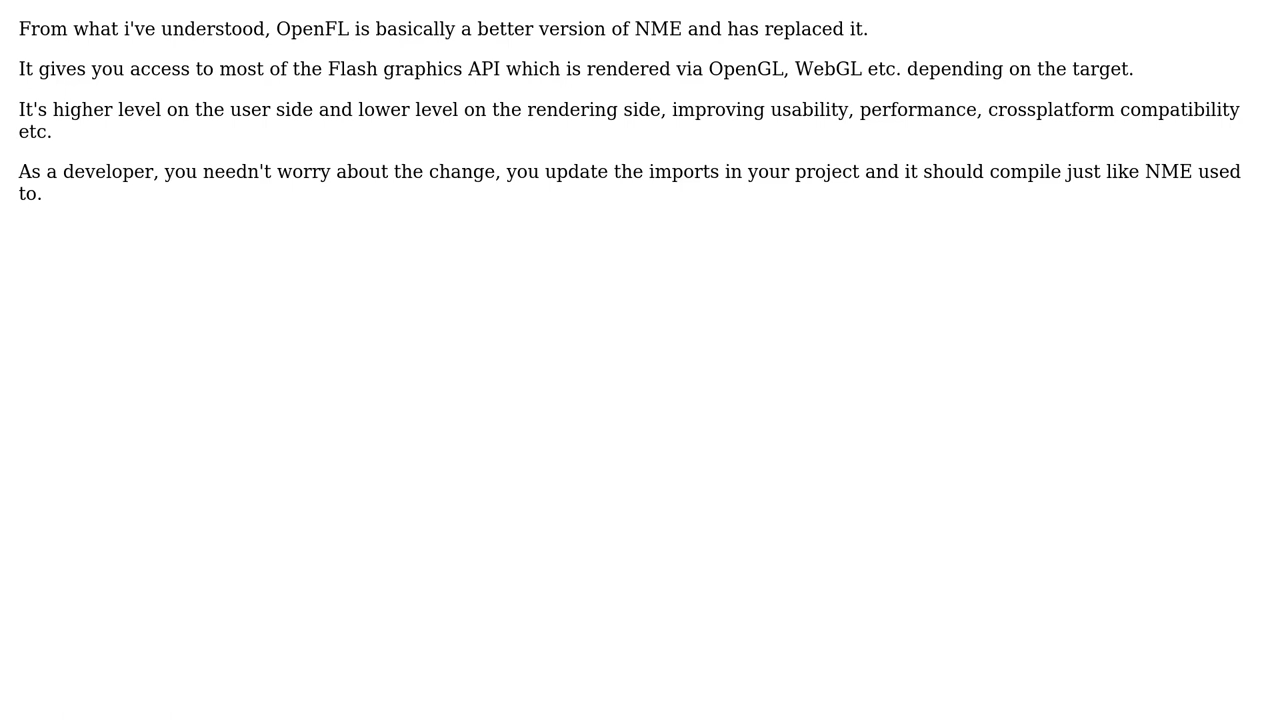 From what i've understood, OpenFL is basically a better version of NME and has replaced it.
It gives you access to most of the Flash graphics API which is rendered via OpenGL, WebGL etc. depending on the target.
It's higher level on the user side and lower level on the rendering side, improving usability, performance, crossplatform compatibility
etc.
As a developer, you needn't worry about the change, you update the imports in your project and it should compile just like NME used
to.